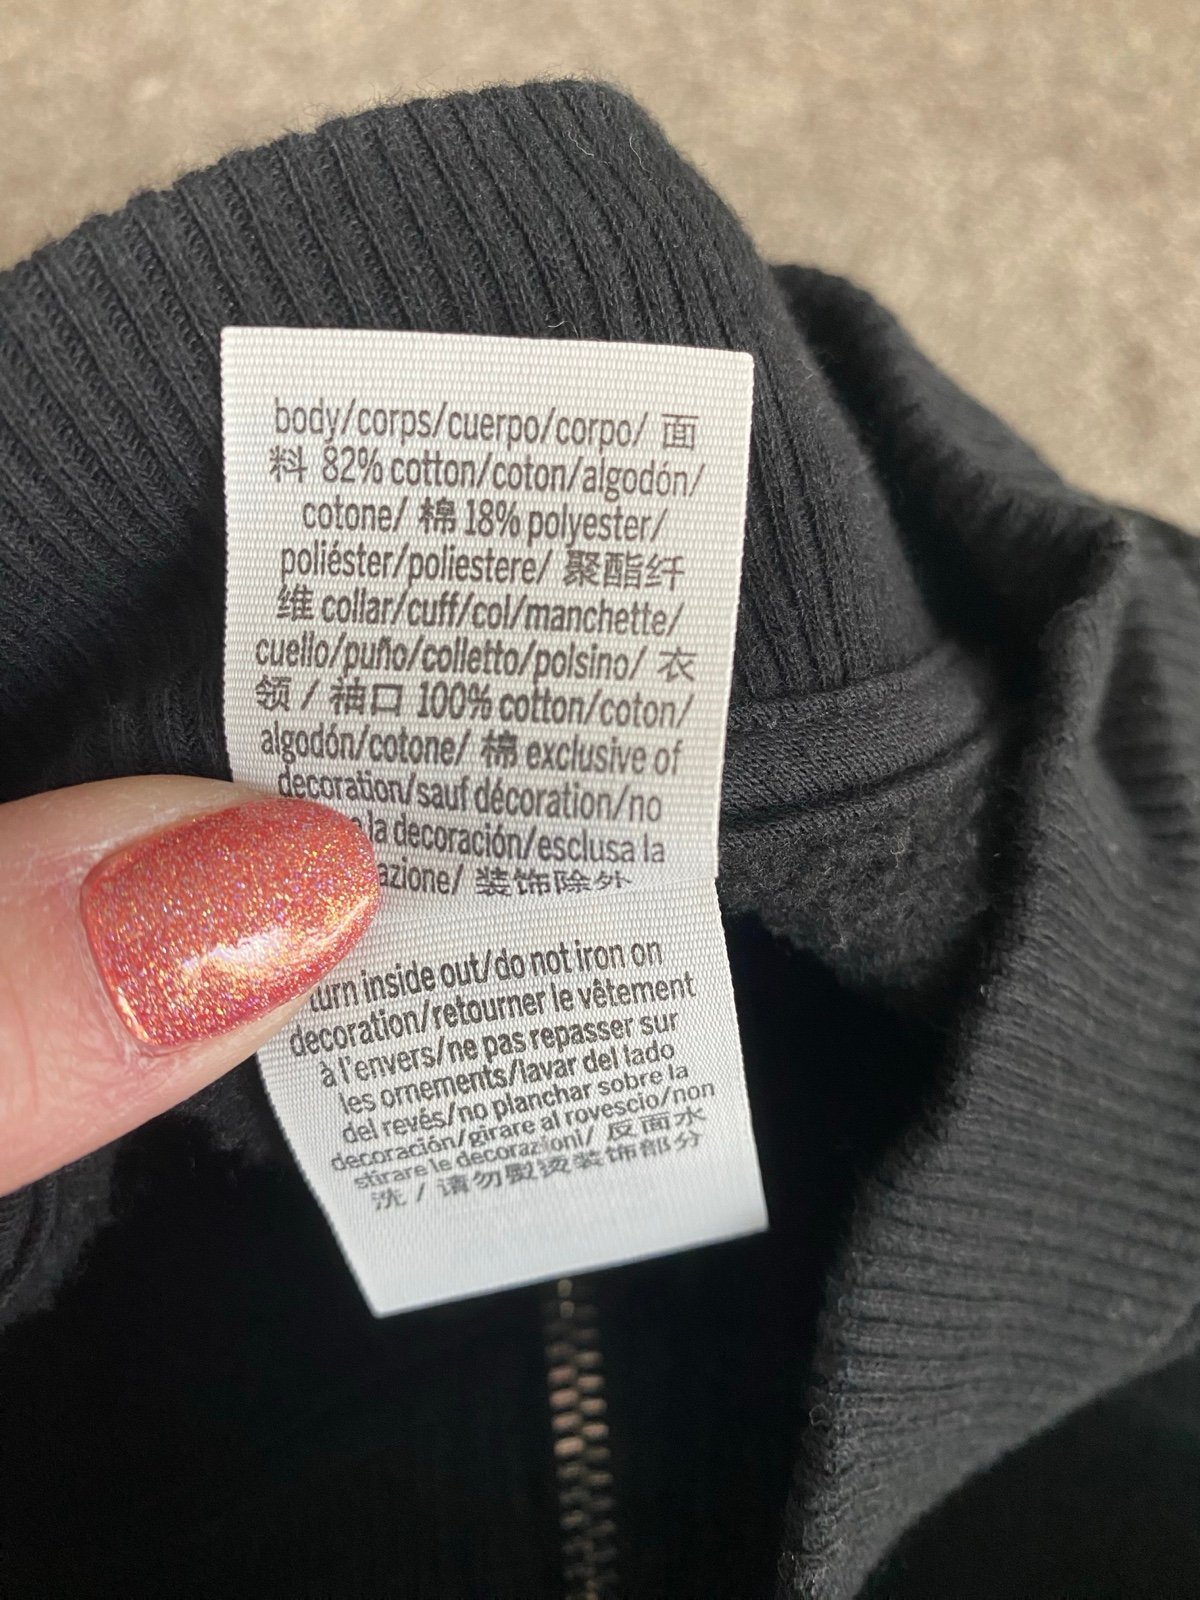 body/corps/cuerpo/corpo/ 面
料 82% cotton/coton/algodón/
cotone/ 棉 18% polyester/
poliéster/poliestere/ 聚酯纤
维 collar/cuff/col/manchette/
cuello/puño/colletto/polsino/ 衣
领 / 袖口 100% cotton/coton/
algodón/cotone/ 棉 exclusive of
decoration/sauf décoration/no
la decoración/esclusa la
azione/ 装饰除外
turn inside out/do not iron on
decoration/retourner le vêtement
à l'envers/ne pas repasser sur
les ornements/lavar del lado
del revés/no planchar sobre la
decoración/girare al rovescio/non
stirare le decorazioni/ 反面水
洗 / 请勿熨烫装饰部分